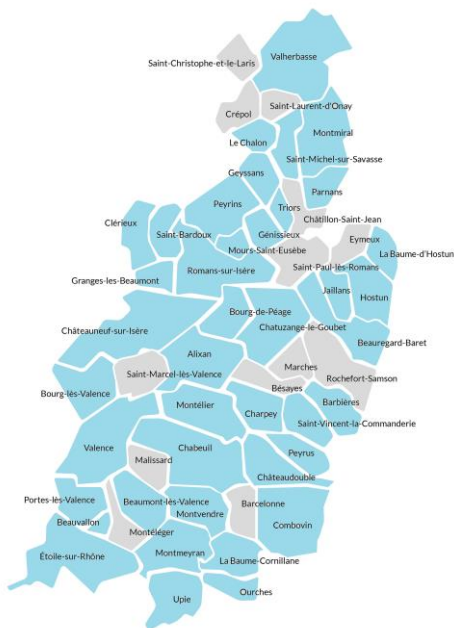 Valherbasse
Saint-Christophe-et-le-Laris
Saint-Laurent-d'Onay
Crépol
Montmiral
Le Chalon
Saint-Michel-sur-Savasse
Geyssans
Parnans
Peyrins
Triors
Châtillon-Saint-Jean
Clérieux
Saint-Bardoux
Génissieux
Eymeux
Mours-Saint-Eusèbe
La Baume-d'Hostun
Saint-Paul-lès-Romans
Romans-sur-Isère
Granges-les-Beaumont
Jaillans
Hostun
Bourg-de-Péage
Chatuzange-le-Goubet
Châteauneuf-sur-Isère
Beauregard-Baret
Alixan
Marches
Saint-Marcel-lès-Valence
Rochefort-Samson
Bésayes
Bourg-lès-Valence
Barbières
Montélier
Charpey
Saint-Vincent-la-Commanderie
Valence
Chabeuil
Peyrus
Malissard
Châteaudouble
Portes-lès-Valence
Beaumont-lès-Valence
Barcelonne
Montvendre
Beauvallon
Combovin
Montéléger
Étoile-sur-Rhône
Montmeyran
La Baume-Cornillane
Ourches
Upie